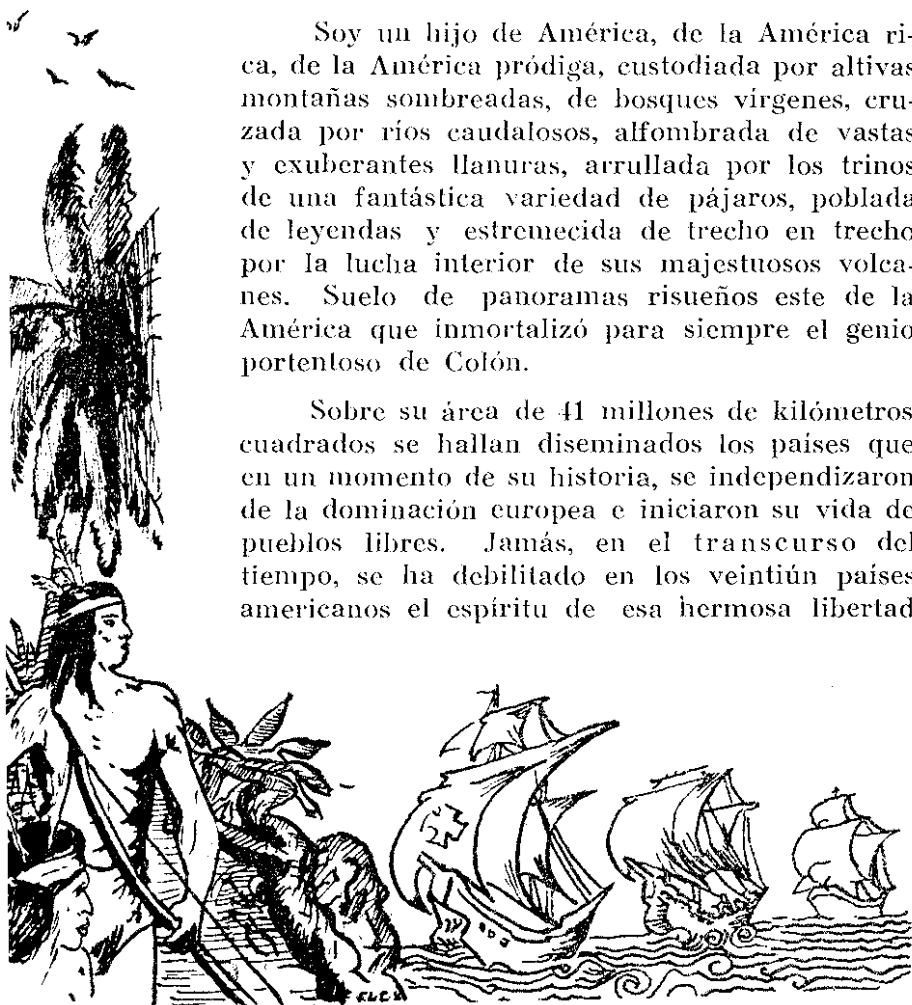 Soy un hijo de América, de la América ri-
ca, de la América pródiga, custodiada por altivas
montañas sombreadas, de bosques vírgenes, cru-
zada por ríos caudalosos, alfombrada de vastas
y exuberantes llanuras, arrullada por los trinos
de una fantástica variedad de pájaros, poblada
de leyendas y estremecida de trecho en trecho
por la lucha interior de sus majestuosos volca-
nes. Suelo de panoramas risueños este de la
América que inmortalizó para siempre el genio
portentoso de Colón.
Sobre su área de 41 millones de kilómetros
cuadrados se hallan diseminados los países que
en un momento de su historia, se independizaron
de la dominación europea e iniciaron su vida de
pueblos libres. Jamás, en el transcurso del
tiempo, se ha debilitado en los veintiún países
americanos el espíritu de esa hermosa libertad